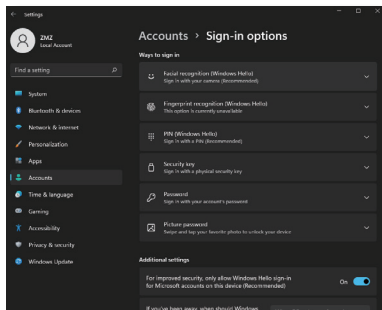 Settings
ZMZ
Local Account
Find a setting
System
Bluetooth & devices
Network & internet
Personalization
Apps
Accounts
Time & language
Gaming
Accessibility
Privacy & security
Windows Update
Accounts > Sign-in options
Ways to sign in
Facial recognition (Windows Hello)
Sign in with your camera (Recommended)
Fingerprint recognition (Windows Hello)
This option is currently unavailable
PIN (Windows Hello)
Sign in with a PIN (Recommended)
Security key
Sign in with a physical security key
Password
Sign in with your account's password
Picture password
Swipe and tap your favorite photo to unlock your device
Additional settings
For improved security, only allow Windows Hello sign-in
for Microsoft accounts on this device (Recommended)
On
If you've been away, when should Windows